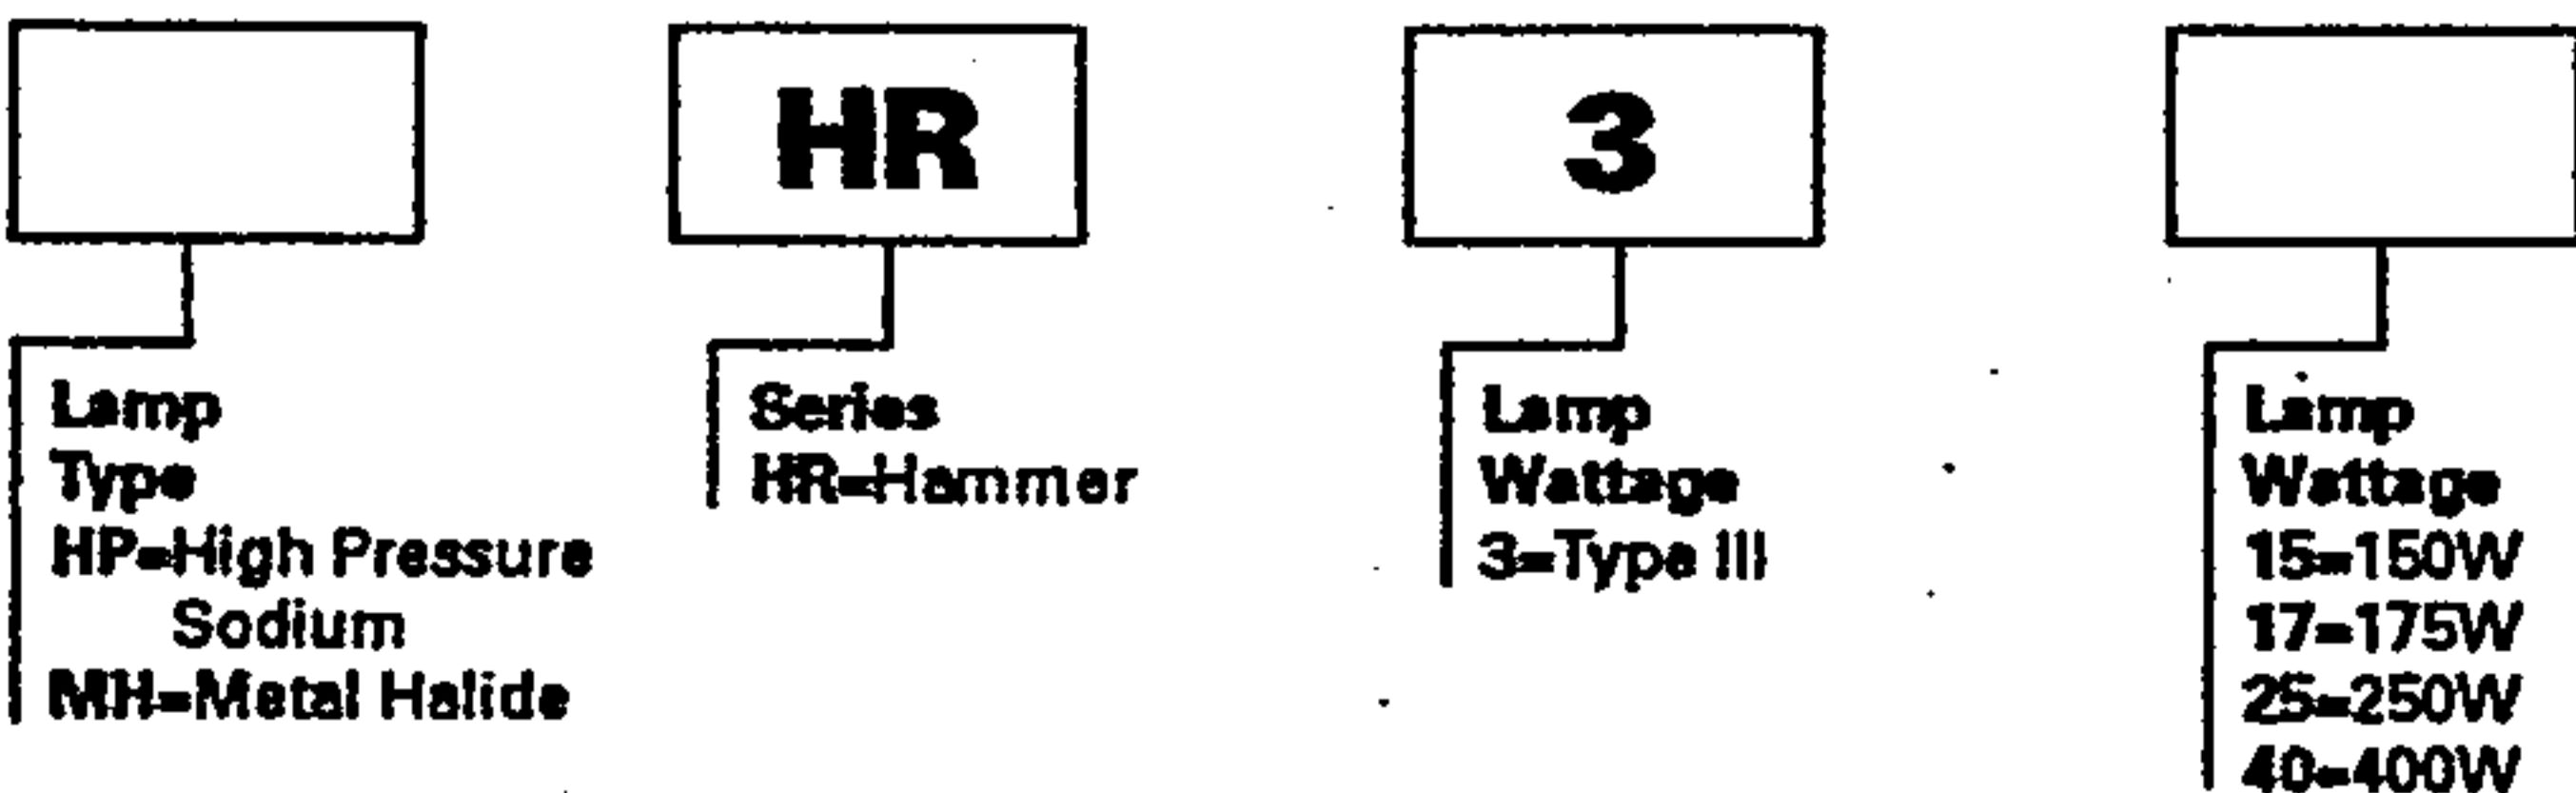 HR
3
Lamp
Type
HP=High Pressure
Sodium
MH=Metal Halide
Series
HR=Hammer
Lamp
Wattage
3=Type III
Lamp
Wattage
15=150W
17=175W
25=250W
40=400W